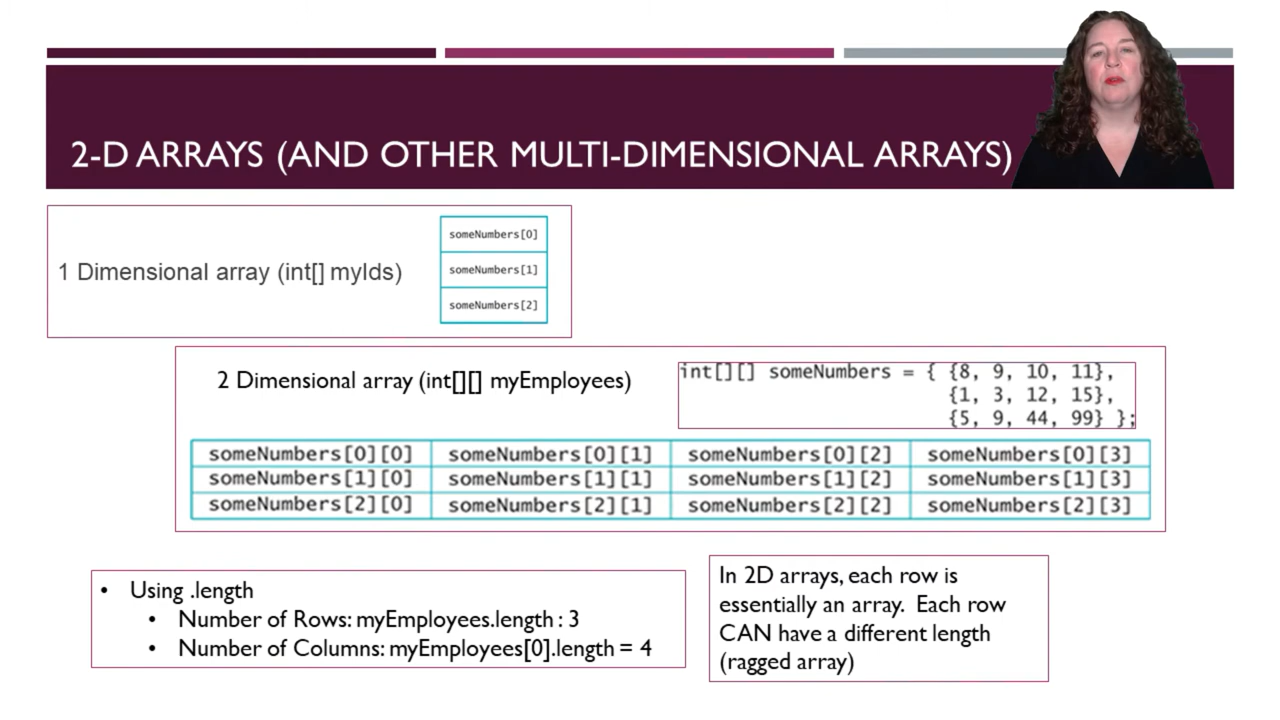 2-D ARRAYS (AND OTHER MULTI-DIMENSIONAL ARRAYS)
1 Dimensional array (int[] myIds)
someNumbers[0]
someNumbers[1]
someNumbers[2]
2 Dimensional array (int[][] myEmployees)
int[][] someNumbers = { {8, 9, 10, 11},
{1, 3, 12, 15},
{5, 9, 44, 99} };
someNumbers[0][0] someNumbers[0][1] someNumbers[0][2] someNumbers[0][3]
someNumbers[1][0] someNumbers[1][1] someNumbers[1][2] someNumbers[1][3]
someNumbers[2][0] someNumbers[2][1] someNumbers[2][2] someNumbers[2][3]
• Using .length
• Number of Rows: myEmployees.length : 3
• Number of Columns: myEmployees[0].length = 4
In 2D arrays, each row is
essentially an array. Each row
CAN have a different length
(ragged array)